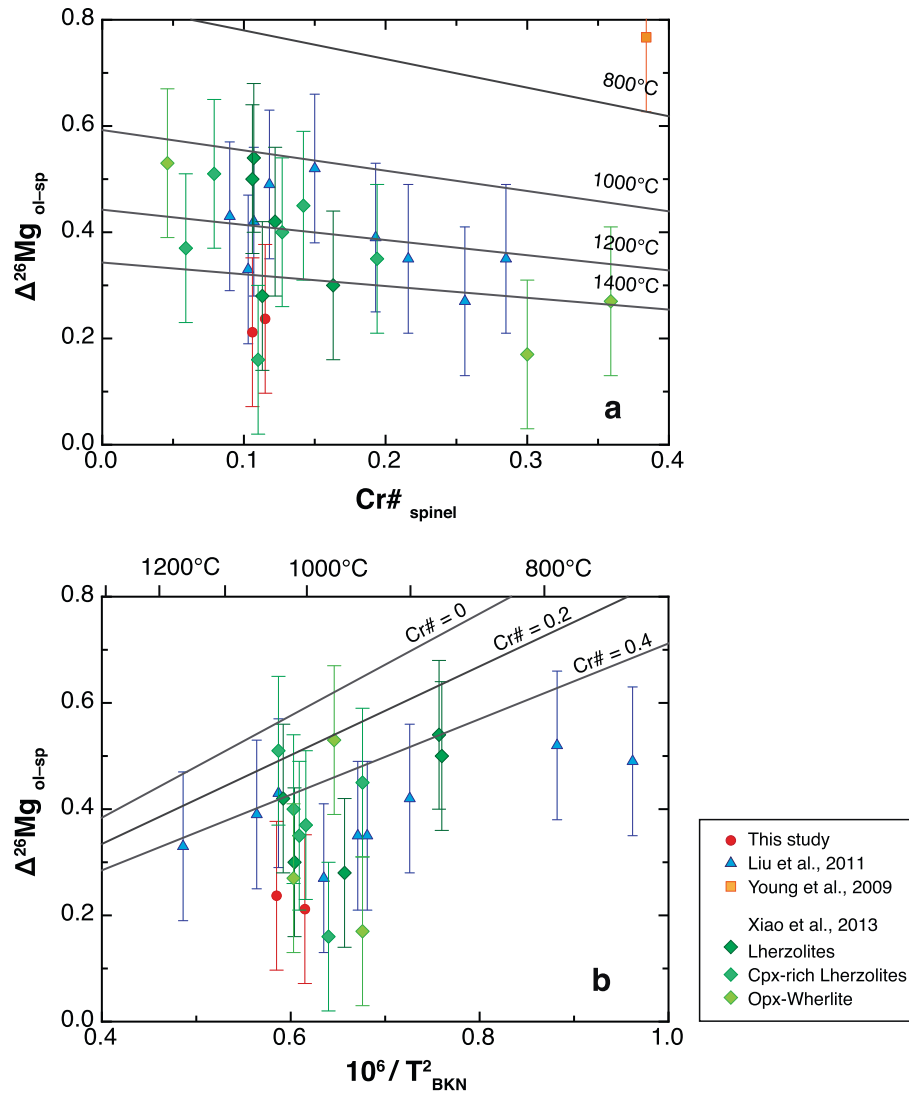 0.8
0.6
0.4
0.2
0.0
Δ²⁶Mg ol–sp
800°C
1000°C
1200°C
1400°C
a
0.0 0.1 0.2 0.3 0.4
Cr# spinel
1200°C 1000°C 800°C
0.8
0.6
0.4
0.2
0.0
Δ²⁶Mg ol–sp
Cr# = 0
Cr# = 0.2
Cr# = 0.4
b
0.4 0.6 0.8 1.0
10⁶ / T² BKN
This study
Liu et al., 2011
Young et al., 2009
Xiao et al., 2013
Lherzolites
Cpx-rich Lherzolites
Opx-Wherlite